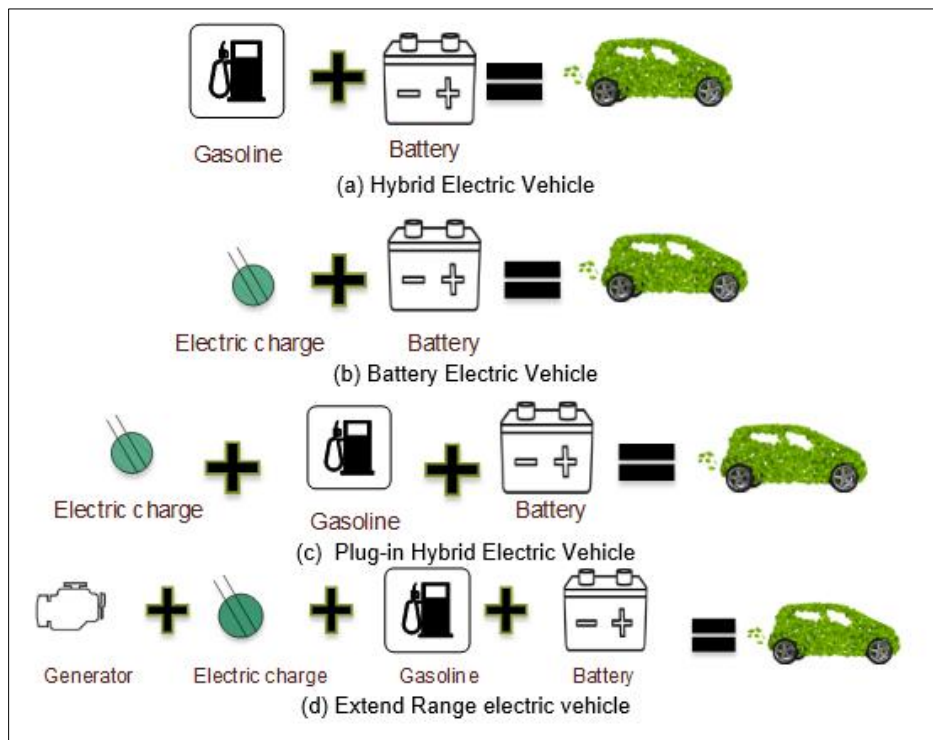 Gasoline
Battery
(a) Hybrid Electric Vehicle
Electric charge
Battery
(b) Battery Electric Vehicle
Electric charge
Gasoline
Battery
(c) Plug-in Hybrid Electric Vehicle
Generator
Electric charge
Gasoline
Battery
(d) Extend Range electric vehicle